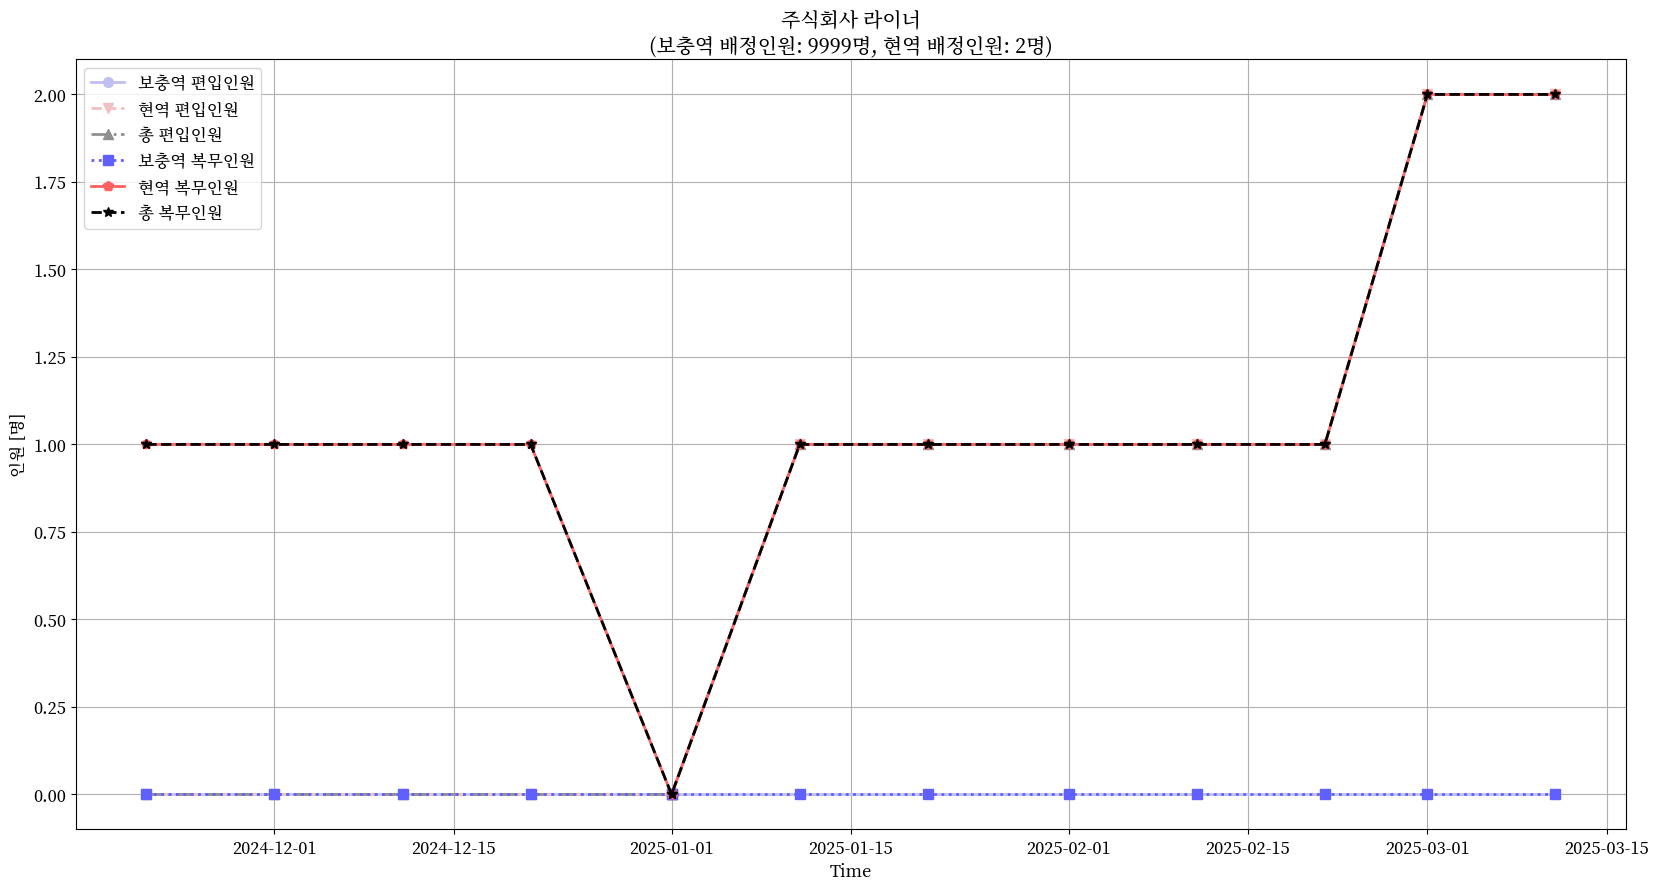 주식회사 라이너
(보충역 배정인원: 9999명, 현역 배정인원: 2명)
보충역 편입인원
현역 편입인원
총 편입인원
보충역 복무인원
현역 복무인원
총 복무인원
2.00
1.75
1.50
1.25
1.00
0.75
0.50
0.25
0.00
인원 [명]
2024-12-01
2024-12-15
2025-01-01
2025-01-15
2025-02-01
2025-02-15
2025-03-01
2025-03-15
Time